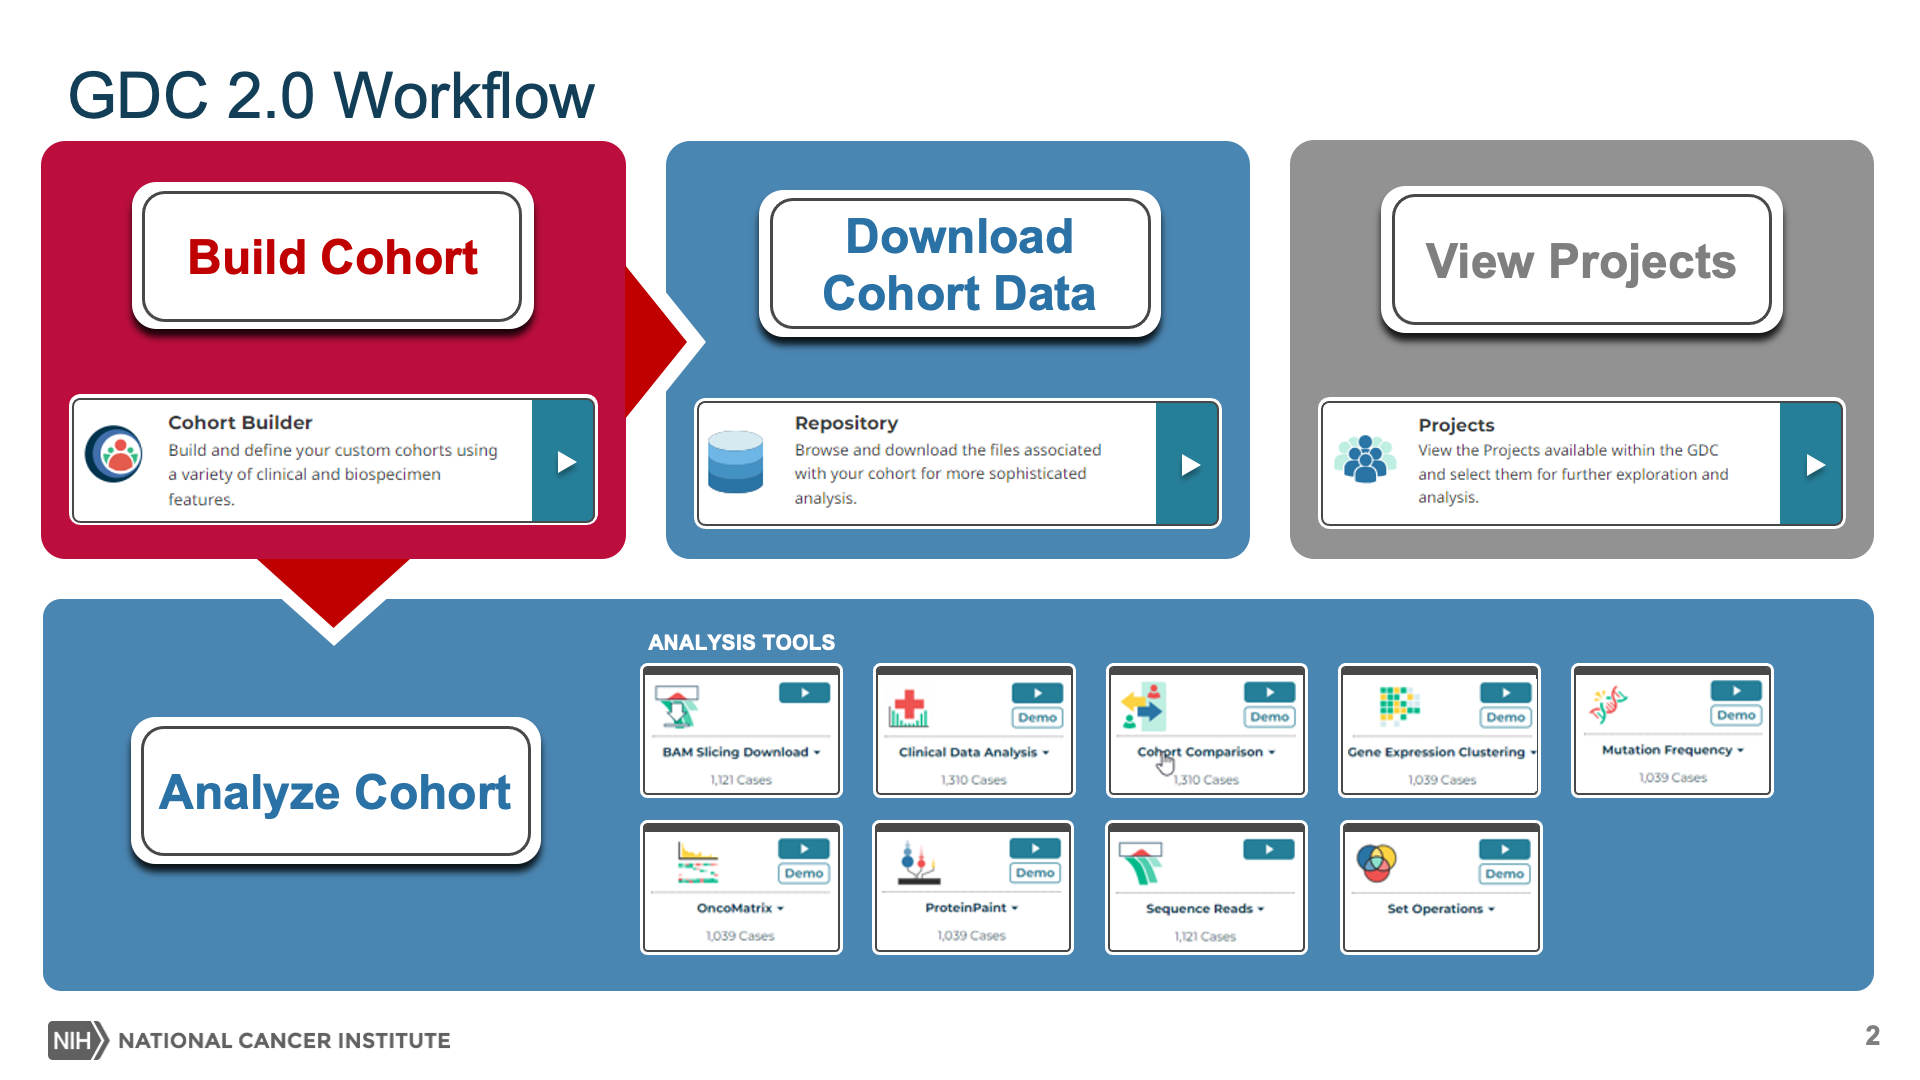 GDC 2.0 Workflow
Build Cohort
Cohort Builder
Build and define your custom cohorts using
a variety of clinical and biospecimen
features.
Download
Cohort Data
Repository
Browse and download the files associated
with your cohort for more sophisticated
analysis.
View Projects
Projects
View the Projects available within the GDC
and select them for further exploration and
analysis.
Analyze Cohort
ANALYSIS TOOLS
BAM Slicing Download
1,121 Cases
Demo
Clinical Data Analysis
1,310 Cases
Demo
Cohort Comparison
1,310 Cases
Demo
Gene Expression Clustering
1,039 Cases
Demo
Mutation Frequency
1,039 Cases
Demo
OncoMatrix
1,039 Cases
Demo
ProteinPaint
1,039 Cases
Sequence Reads
1,121 Cases
Demo
Set Operations
NIH NATIONAL CANCER INSTITUTE
2